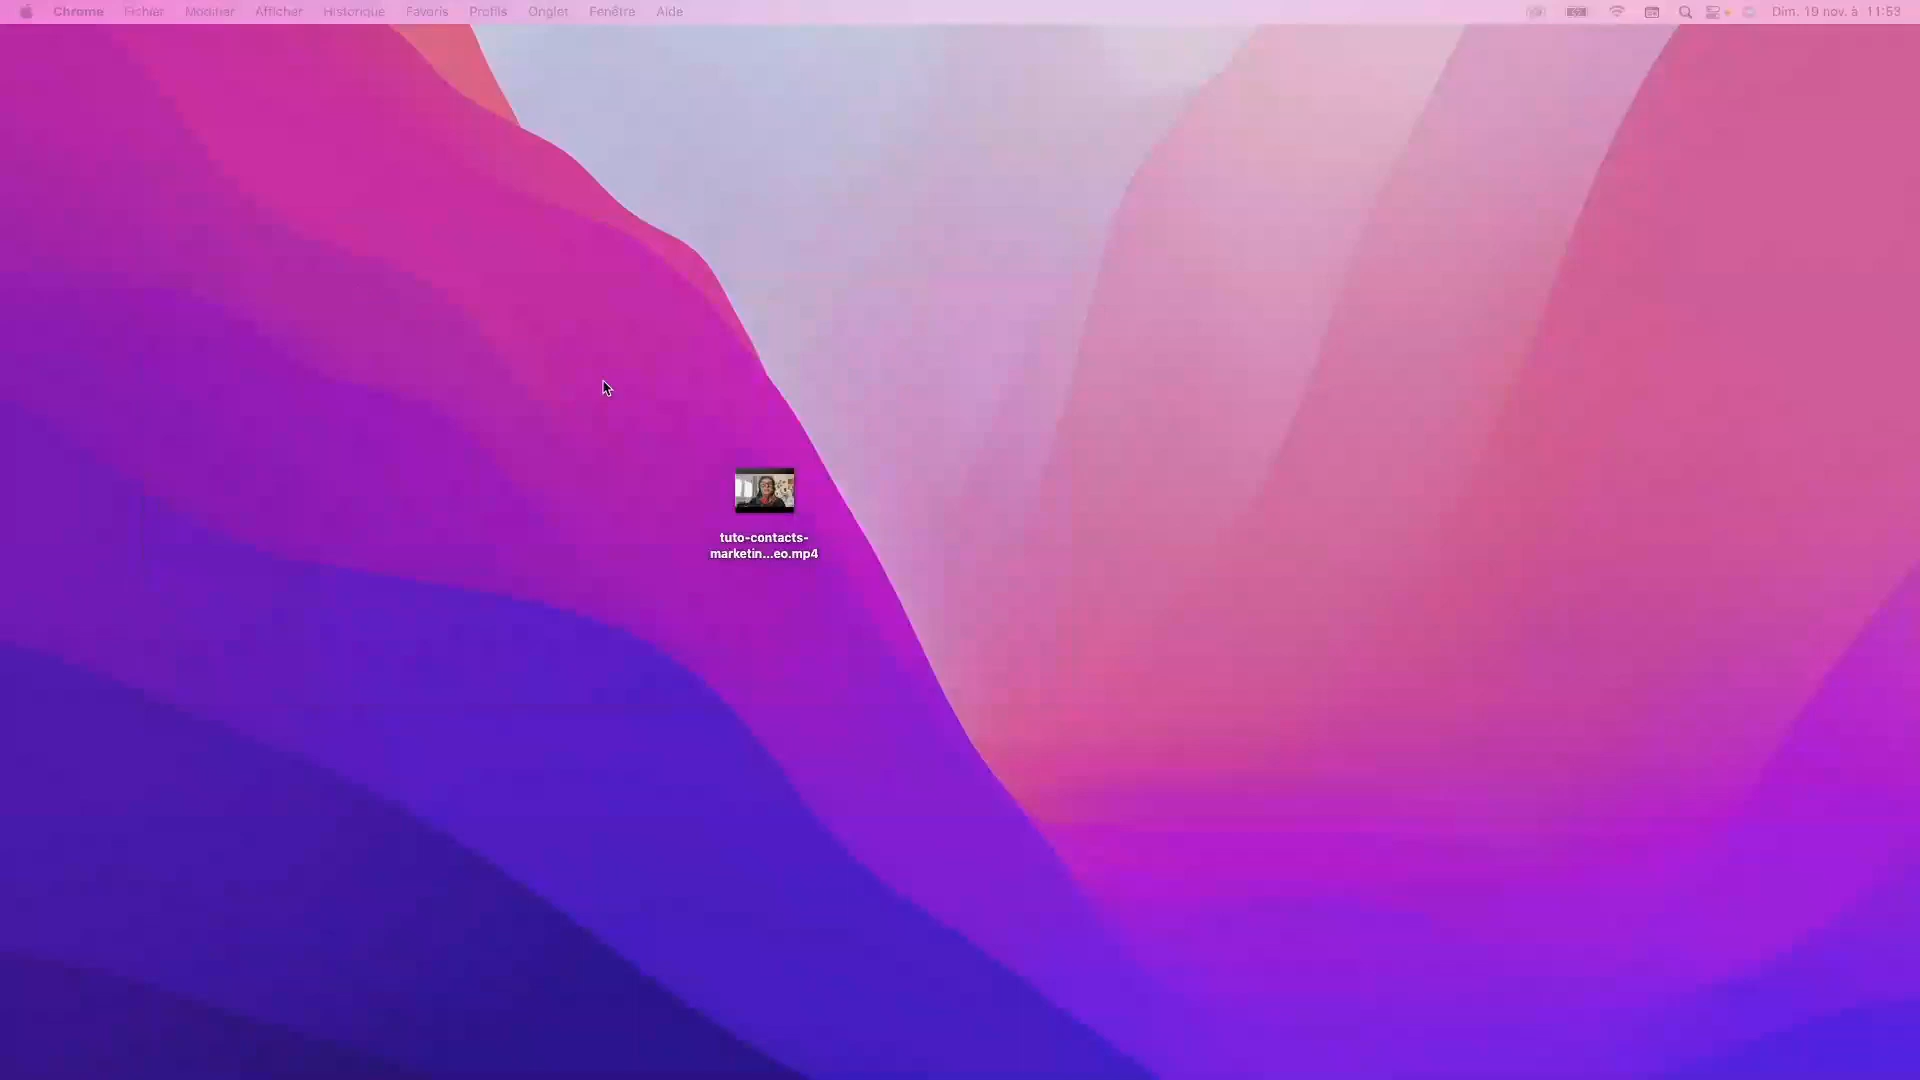 Chrome Fichier Modifier Afficher Historique Favoris Profils Onglet Fenêtre Aide Dim. 19 nov. à 11:53
tuto-contacts-
marketin...eo.mp4